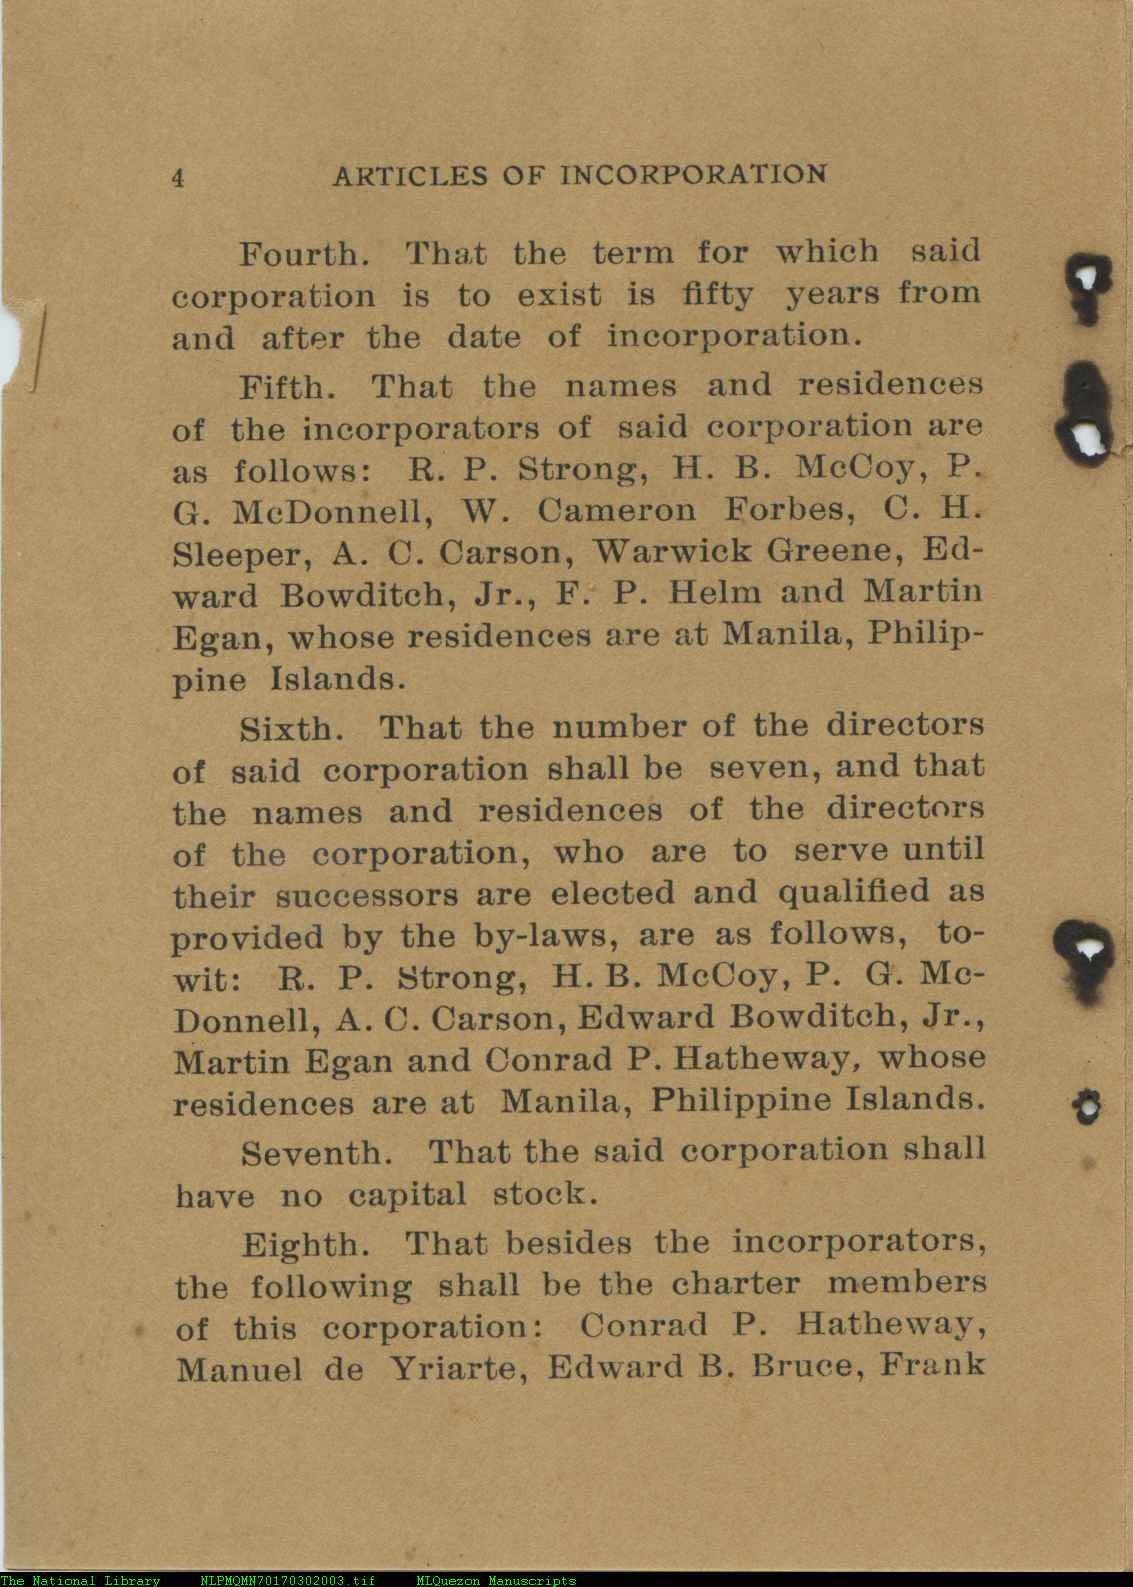 4 ARTICLES OF INCORPORATION
Fourth. That the term for which said
corporation is to exist is fifty years from
and after the date of incorporation.
Fifth. That the names and residences
of the incorporators of said corporation are
as follows: R. P. Strong, H. B. McCoy, P.
G. McDonnell, W. Cameron Forbes, C. H.
Sleeper, A. C. Carson, Warwick Greene, Ed-
ward Bowditch, Jr., F. P. Helm and Martin
Egan, whose residences are at Manila, Philip-
pine Islands.
Sixth. That the number of the directors
of said corporation shall be seven, and that
the names and residences of the directors
of the corporation, who are to serve until
their successors are elected and qualified as
provided by the by-laws, are as follows, to-
wit: R. P. Strong, H. B. McCoy, P. G. Mc-
Donnell, A. C. Carson, Edward Bowditch, Jr.,
Martin Egan and Conrad P. Hatheway, whose
residences are at Manila, Philippine Islands.
Seventh. That the said corporation shall
have no capital stock.
Eighth. That besides the incorporators,
the following shall be the charter members
of this corporation: Conrad P. Hatheway,
Manuel de Yriarte, Edward B. Bruce, Frank
The National Library NLPMQMN70170302003.tif MLQuezon Manuscripts